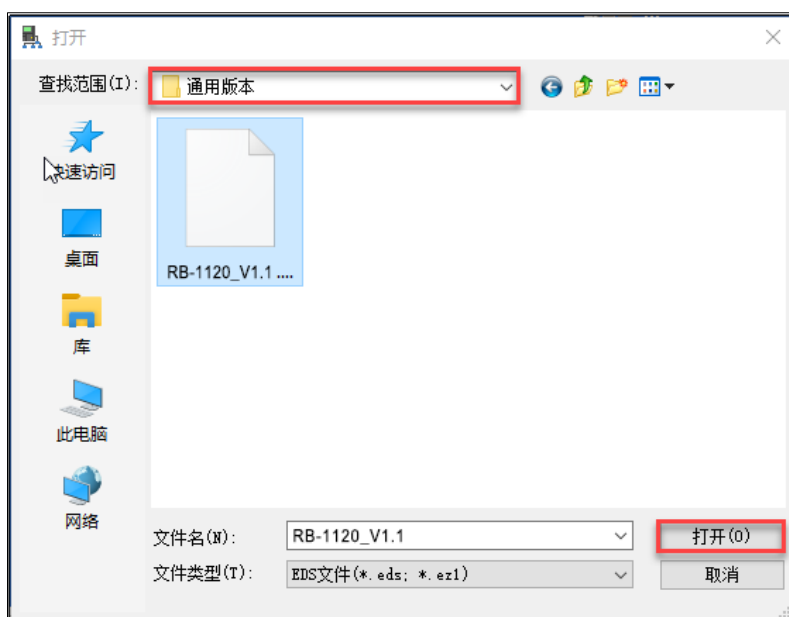 打开
查找范围(I):
通用版本
快速访问
桌面
库
此电脑
网络
RB-1120_V1.1 ....
文件名(N):
RB-1120_V1.1
打开(O)
文件类型(T):
EDS文件(*.eds; *.ez1)
取消